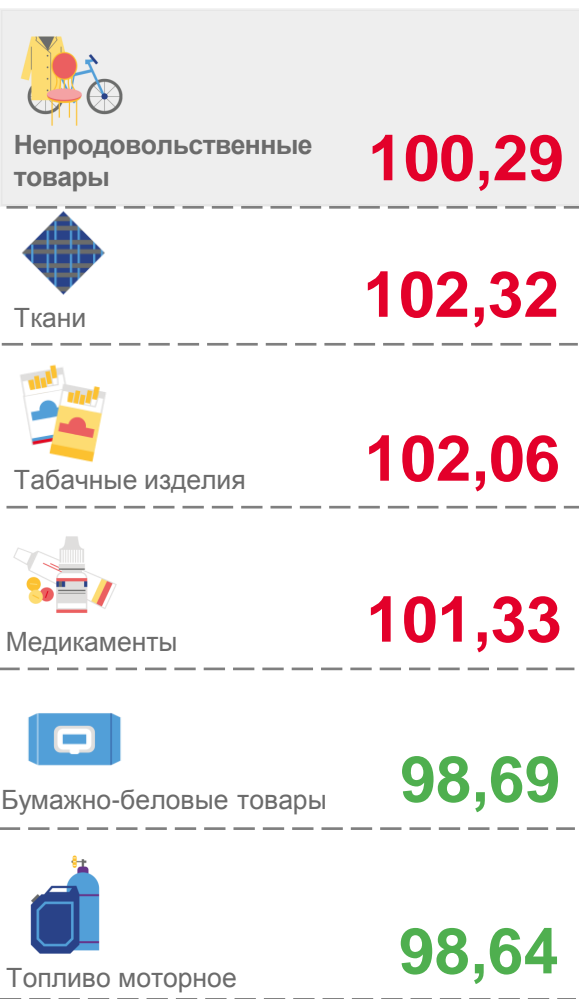 Непродовольственные
товары
100,29
Ткани
102,32
Табачные изделия
102,06
Медикаменты
101,33
Бумажно-беловые товары
98,69
Топливо моторное
98,64